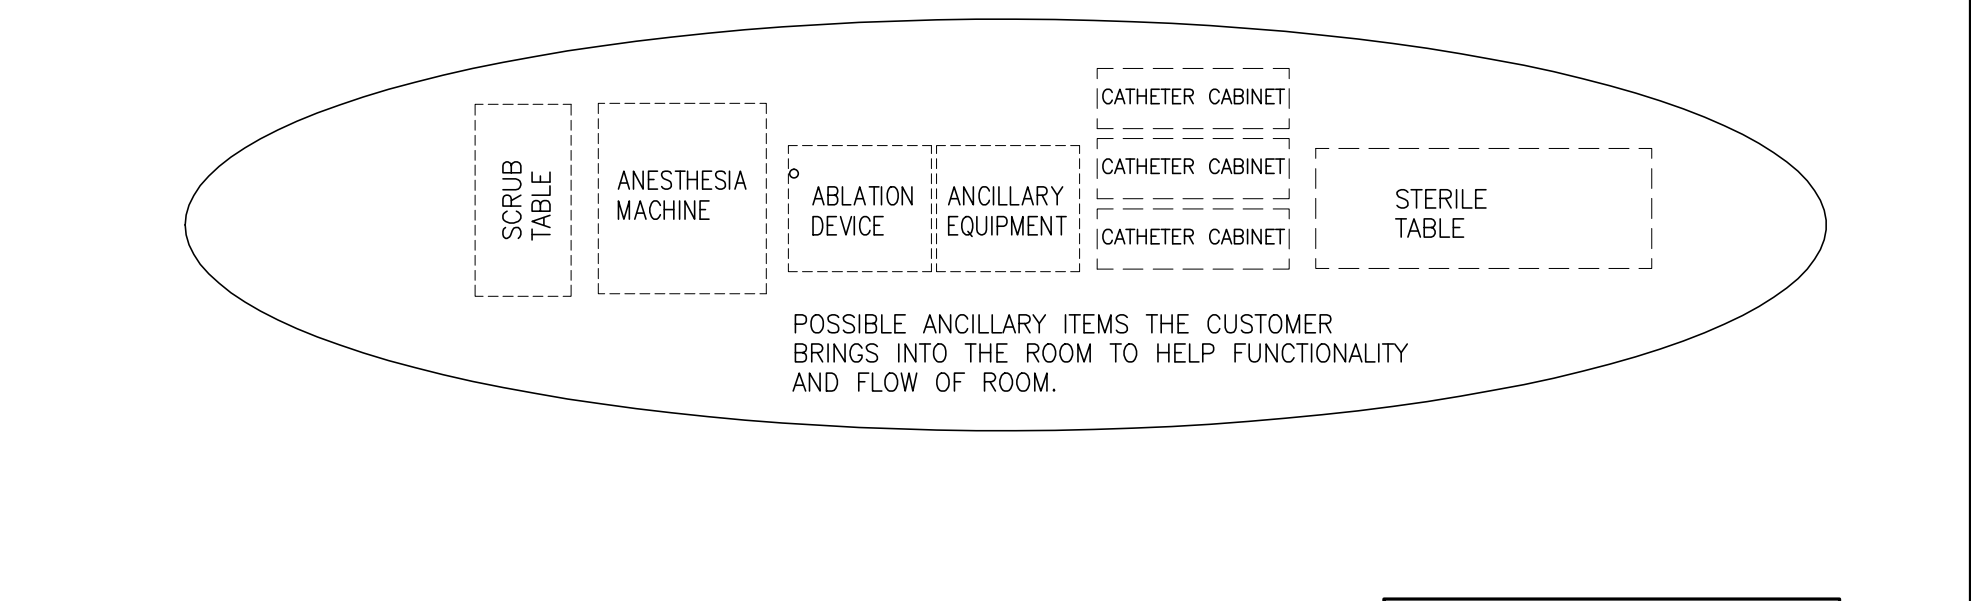 SCRUB
TABLE
ANESTHESIA
MACHINE
ABLATION
DEVICE
ANCILLARY
EQUIPMENT
CATHETER CABINET
CATHETER CABINET
CATHETER CABINET
STERILE
TABLE
POSSIBLE ANCILLARY ITEMS THE CUSTOMER
BRINGS INTO THE ROOM TO HELP FUNCTIONALITY
AND FLOW OF ROOM.